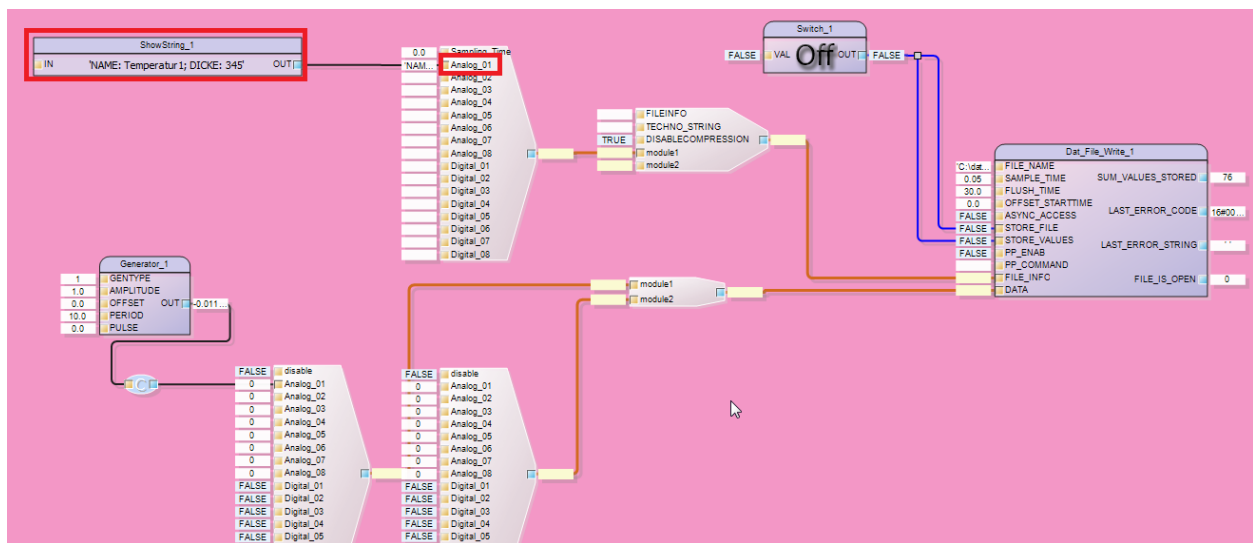 ShowString_1
IN 'NAME: Temperatur1; DICKE: 345' OUT
0.0 Sampling_Time
'NAM... Analog_01
Analog_02
Analog_03
Analog_04
Analog_05
Analog_06
Analog_07
Analog_08
Digital_01
Digital_02
Digital_03
Digital_04
Digital_05
Digital_06
Digital_07
Digital_08
FILEINFO
TECHNO_STRING
TRUE DISABLECOMPRESSION
module1
module2
Switch_1
FALSE VAL Off OUT FALSE
Dat_File_Write_1
'C:\dat... FILE_NAME
0.05 SAMPLE_TIME SUM_VALUES_STORED 76
30.0 FLUSH_TIME
0.0 OFFSET_STARTTIME
FALSE ASYNC_ACCESS LAST_ERROR_CODE 16#00...
FALSE STORE_FILE
FALSE STORE_VALUES LAST_ERROR_STRING ' '
FALSE PP_ENAB
PP_COMMAND
FILE_INFO FILE_IS_OPEN 0
DATA
Generator_1
1 GENTYPE
1.0 AMPLITUDE
0.0 OFFSET OUT -0.011...
10.0 PERIOD
0.0 PULSE
module1
module2
C
FALSE disable
0 Analog_01
0 Analog_02
0 Analog_03
0 Analog_04
0 Analog_05
0 Analog_06
0 Analog_07
0 Analog_08
FALSE Digital_01
FALSE Digital_02
FALSE Digital_03
FALSE Digital_04
FALSE Digital_05
FALSE disable
0 Analog_01
0 Analog_02
0 Analog_03
0 Analog_04
0 Analog_05
0 Analog_06
0 Analog_07
0 Analog_08
FALSE Digital_01
FALSE Digital_02
FALSE Digital_03
FALSE Digital_04
FALSE Digital_05